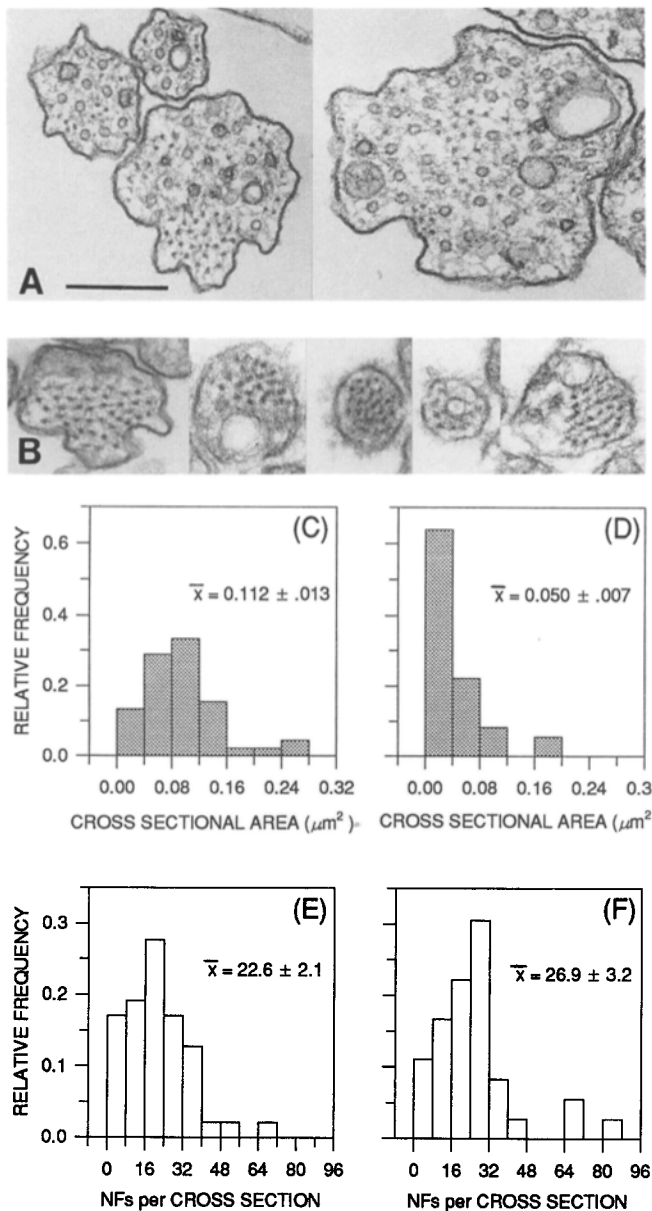 A
B
(C)
(D)
RELATIVE FREQUENCY
0.6
0.4
0.2
0.0
x̅ = 0.112 ± .013
x̅ = 0.050 ± .007
0.00 0.08 0.16 0.24 0.32
0.00 0.08 0.16 0.24 0.3
CROSS SECTIONAL AREA (μm²)
CROSS SECTIONAL AREA (μm²
(E)
(F)
RELATIVE FREQUENCY
0.3
0.2
0.1
0.0
x̅ = 22.6 ± 2.1
x̅ = 26.9 ± 3.2
0 16 32 48 64 80 96
0 16 32 48 64 80 96
NFs per CROSS SECTION
NFs per CROSS SECTION